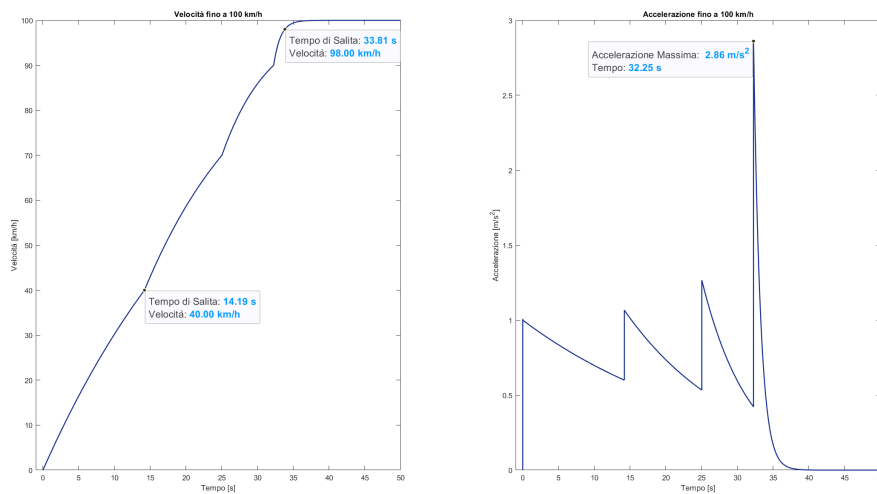 Velocità fino a 100 km/h
100
90
80
70
60
50
40
30
20
10
0
Velocitá [km/h]
0 5 10 15 20 25 30 35 40 45 50
Tempo [s]
Tempo di Salita: 33.81 s
Velocitá: 98.00 km/h
Tempo di Salita: 14.19 s
Velocitá: 40.00 km/h
Accelerazione fino a 100 km/h
3
2.5
2
1.5
1
0.5
0
Accelerazione [m/s²]
0 5 10 15 20 25 30 35 40 45
Tempo [s]
Accelerazione Massima: 2.86 m/s²
Tempo: 32.25 s